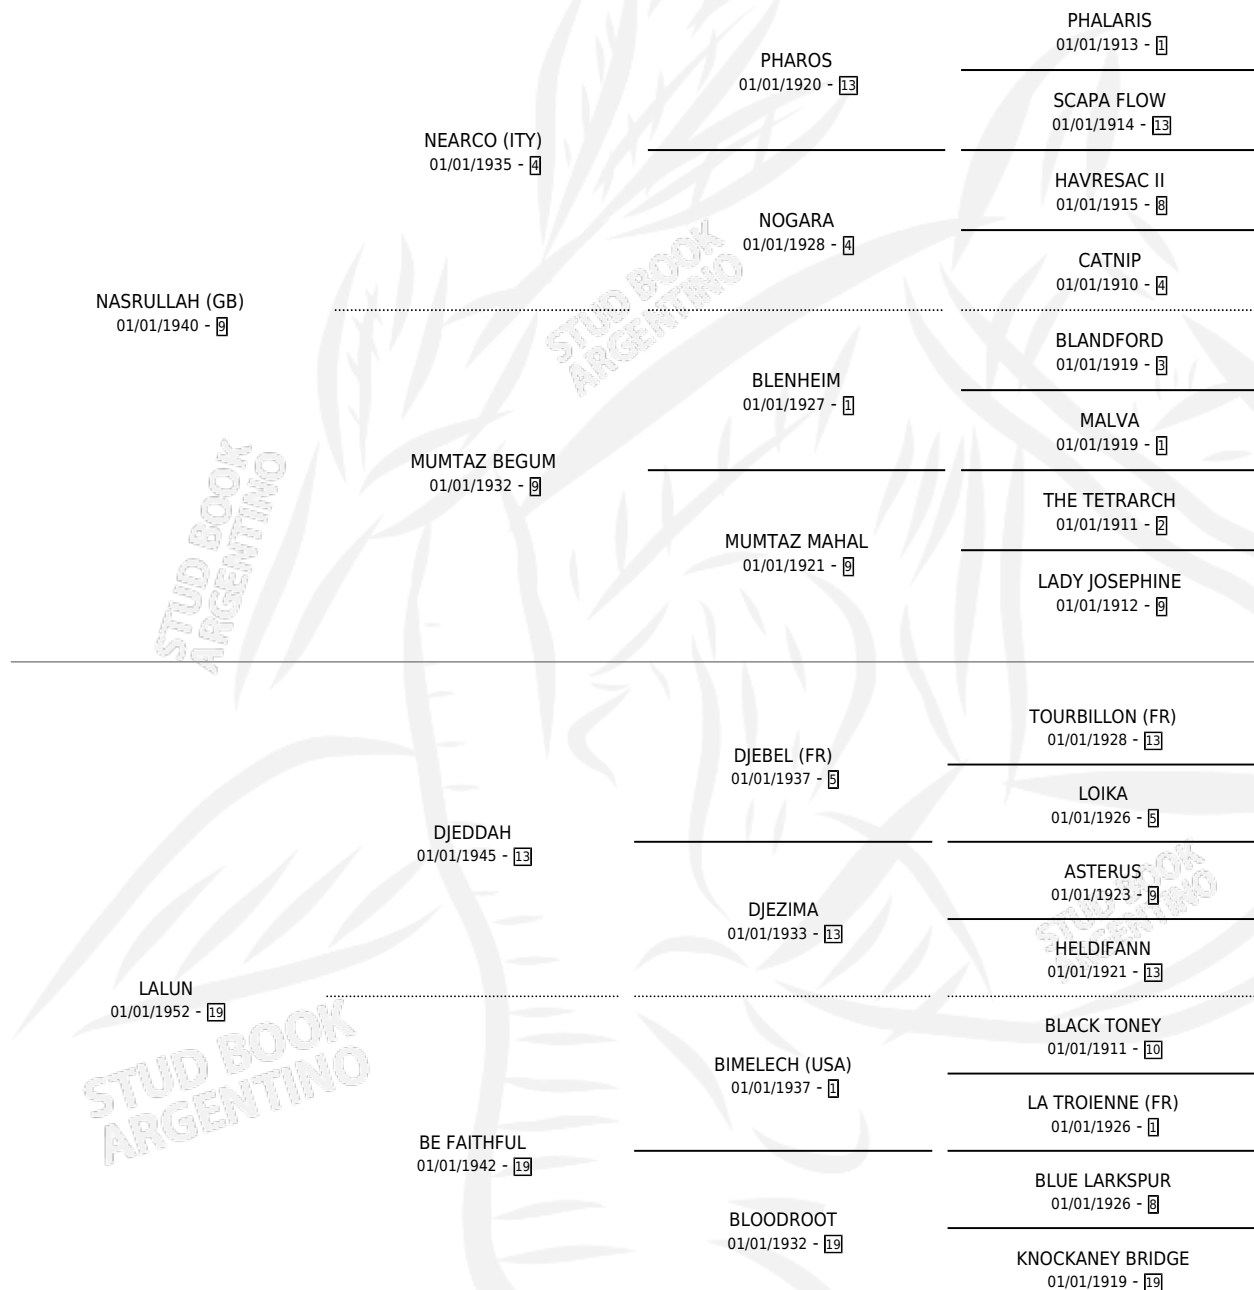 PHALARIS
01/01/1913 - 1
PHAROS
01/01/1920 - 13
SCAPA FLOW
01/01/1914 - 13
NEARCO (ITY)
01/01/1935 - 4
HAVRESAC II
01/01/1915 - 8
NOGARA
01/01/1928 - 4
CATNIP
01/01/1910 - 4
NASRULLAH (GB)
01/01/1940 - 9
BLANDFORD
01/01/1919 - 3
BLENHEIM
01/01/1927 - 1
MALVA
01/01/1919 - 1
MUMTAZ BEGUM
01/01/1932 - 9
THE TETRARCH
01/01/1911 - 2
MUMTAZ MAHAL
01/01/1921 - 9
LADY JOSEPHINE
01/01/1912 - 9
STUD BOOK
ARGENTINO
STUD BOOK
ARGENTINO
TOURBILLON (FR)
01/01/1928 - 13
DJEBEL (FR)
01/01/1937 - 5
LOIKA
01/01/1926 - 5
DJEDDAH
01/01/1945 - 13
ASTERUS
01/01/1923 - 9
DJEZIMA
01/01/1933 - 13
HELDIFANN
01/01/1921 - 13
LALUN
01/01/1952 - 19
BLACK TONEY
01/01/1911 - 10
BIMELECH (USA)
01/01/1937 - 1
LA TROIENNE (FR)
01/01/1926 - 1
BE FAITHFUL
01/01/1942 - 19
BLUE LARKSPUR
01/01/1926 - 8
BLOODROOT
01/01/1932 - 19
KNOCKANEY BRIDGE
01/01/1919 - 19
STUD BOOK
ARGENTINO
STUD BOOK
ARGENTINO